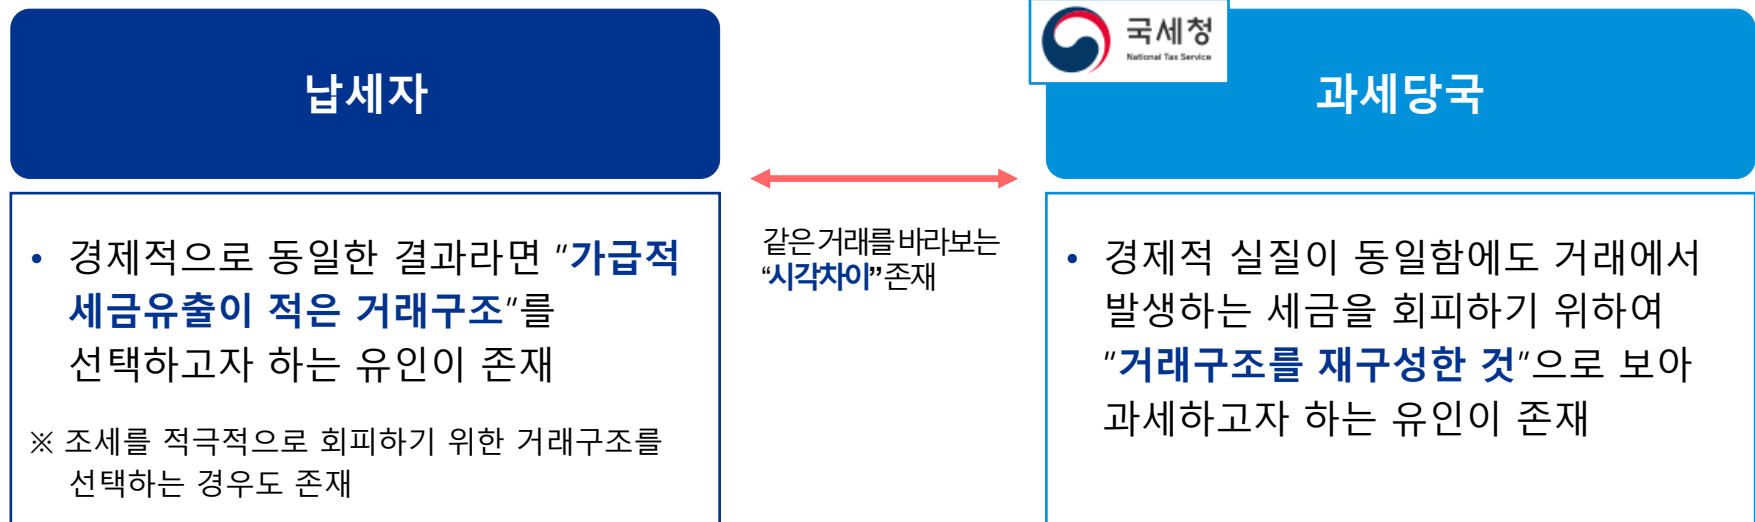 납세자
• 경제적으로 동일한 결과라면 "가급적
세금유출이 적은 거래구조"를
선택하고자 하는 유인이 존재
※ 조세를 적극적으로 회피하기 위한 거래구조를
선택하는 경우도 존재
같은 거래를 바라보는
“시각차이” 존재
국세청
National Tax Service
과세당국
• 경제적 실질이 동일함에도 거래에서
발생하는 세금을 회피하기 위하여
"거래구조를 재구성한 것"으로 보아
과세하고자 하는 유인이 존재